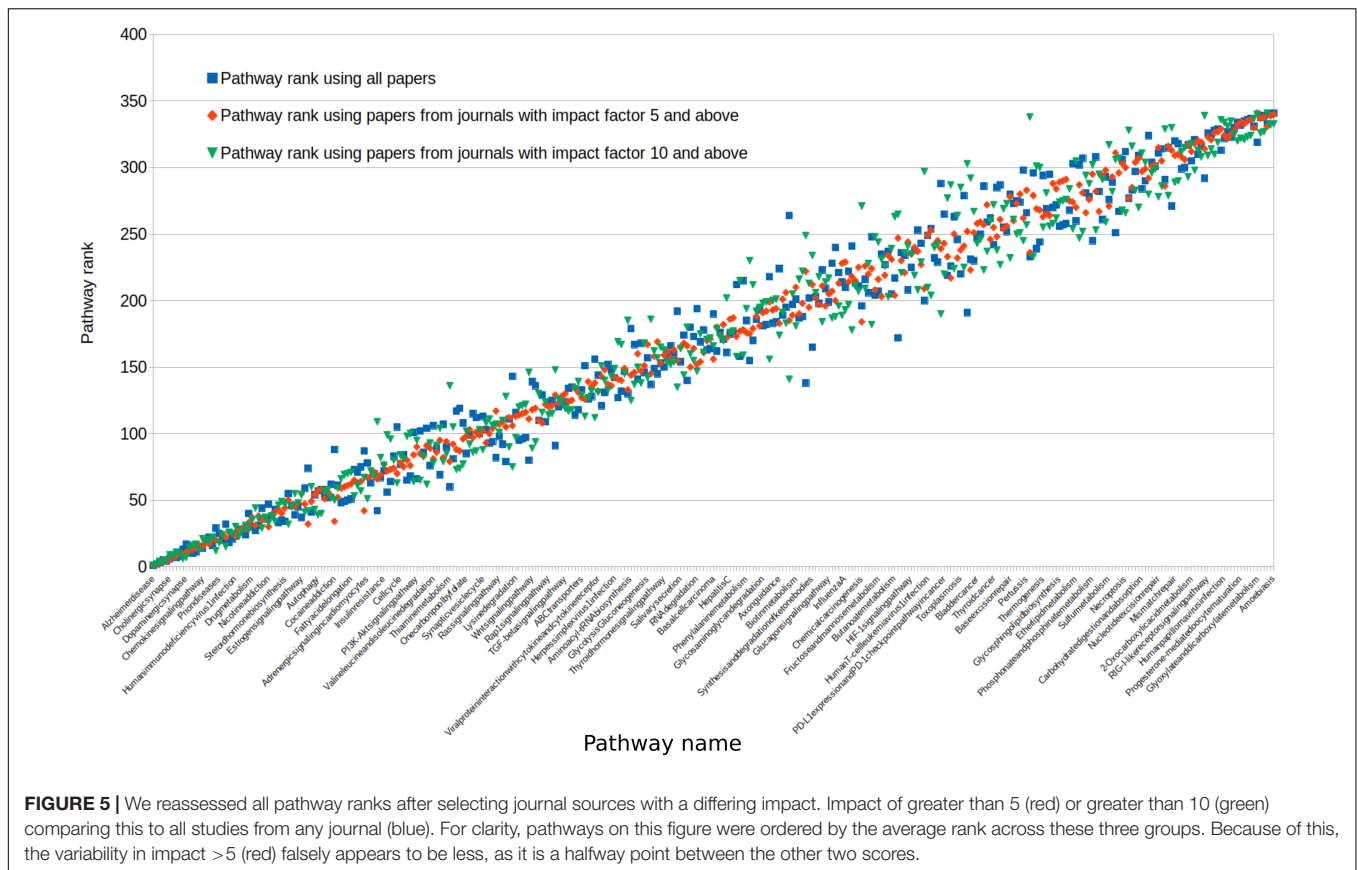 400
350
300
250
200
150
100
50
0
Pathway rank
Pathway rank using all papers
Pathway rank using papers from journals with impact factor 5 and above
Pathway rank using papers from journals with impact factor 10 and above
Alzheimerdisease
Cholinergicsynapse
Dopaminergicsynapse
Chemokinesignalingpathway
Priondiseases
Humanimmunodeficiencyvirus1infection
Drugmetabolism
Nicotineaddiction
Steroidhormonebiosynthesis
Estrogensignalingpathway
Autophagy
Cocaineaddiction
Fattyacidelongation
Adrenergicsignalingincardiomyocytes
Insulinresistance
Cellcycle
PI3K-Aktsignalingpathway
Valineleucineandisoleucinedegradation
Thiaminemetabolism
Onecarbonpoolbyfolate
Synapticvesiclecycle
Rassignalingpathway
Lysinedegradation
Wntsignalingpathway
Rap1signalingpathway
TGF-betasignalingpathway
ABCtransporters
Viralproteininteractionwithcytokineandcytokinereceptor
Herpessimplexvirus1infection
Aminoacyl-tRNAbiosynthesis
GlycolysisGluconeogenesis
Thyroidhormonesignalingpathway
Salivarysecretion
RNAdegradation
Basalcellcarcinoma
HepatitisC
Phenylalaninemetabolism
Glycosaminoglycandegradation
Axonguidance
Biotinmetabolism
Synthesisanddegradationofketonebodies
Glucagonsignalingpathway
InfluenzaA
Chemicalcarcinogenesis
Fructoseandmannosemetabolism
Butanoatemetabolism
HIF-1signalingpathway
HumanT-cellleukemiavirus1infection
PD-L1expressionandPD-1checkpointpathwayincancer
Toxoplasmosis
Bladdercancer
Thyroidcancer
Baseexcisionrepair
Pertussis
Thermogenesis
Glycosphingolipidbiosynthesis
Etherlipidmetabolism
Phosphonateandphosphinatemetabolism
Sulfurmetabolism
Necroptosis
Carbohydratedigestionandabsorption
Nucleotideexcisionrepair
Mismatchrepair
2-Oxocarboxylicacidmetabolism
RIG-I-likereceptorsignalingpathway
Humanpapillomavirusinfection
Progesterone-mediatedoocytematuration
Glyoxylateanddicarboxylatemetabolism
Amoebiasis
Pathway name
FIGURE 5 | We reassessed all pathway ranks after selecting journal sources with a differing impact. Impact of greater than 5 (red) or greater than 10 (green)
comparing this to all studies from any journal (blue). For clarity, pathways on this figure were ordered by the average rank across these three groups. Because of this,
the variability in impact >5 (red) falsely appears to be less, as it is a halfway point between the other two scores.